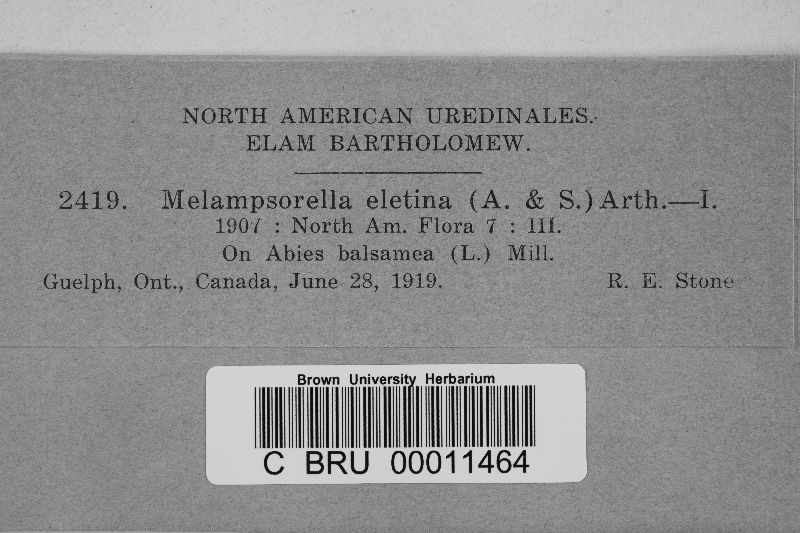 NORTH AMERICAN UREDINALES.
ELAM BARTHOLOMEW.
2419. Melampsorella eletina (A. & S.) Arth.—I.
1907 : North Am. Flora 7 : 111.
On Abies balsamea (L.) Mill.
Guelph, Ont., Canada, June 28, 1919. R. E. Stone
Brown University Herbarium
C BRU 00011464